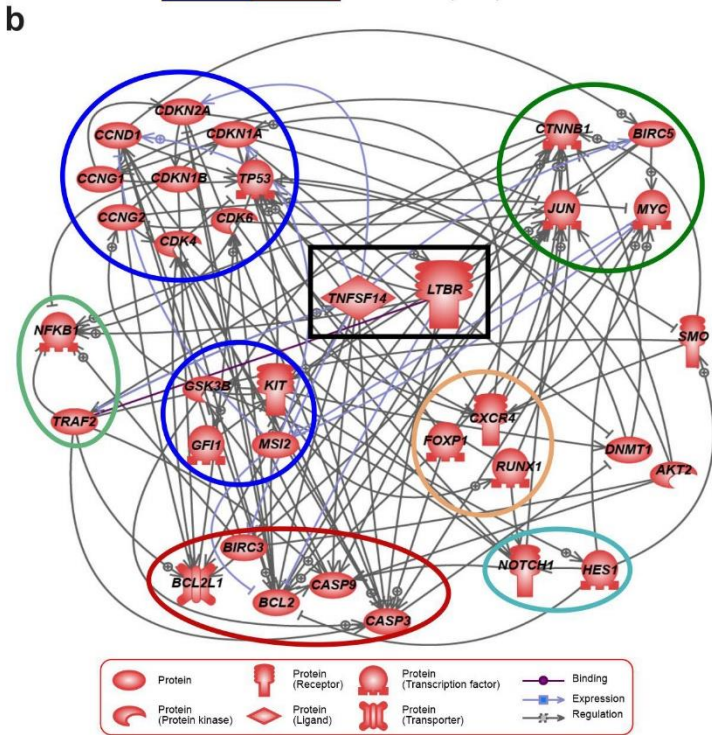 b
CDKN2A
CCND1
CDKN1A
CCNG1
CDKN1B
TP53
CCNG2
CDK6
CDK4
CTNNB1
BIRC5
JUN
MYC
TNFSF14
LTBR
NFKB1
SMO
GSK3B
KIT
TRAF2
GFI1
MSI2
CXCR4
FOXP1
RUNX1
DNMT1
AKT2
BIRC3
BCL2L1
CASP9
BCL2
CASP3
NOTCH1
HES1
Protein
Protein
(Receptor)
Protein
(Transcription factor)
Binding
Expression
Regulation
Protein
(Protein kinase)
Protein
(Ligand)
Protein
(Transporter)